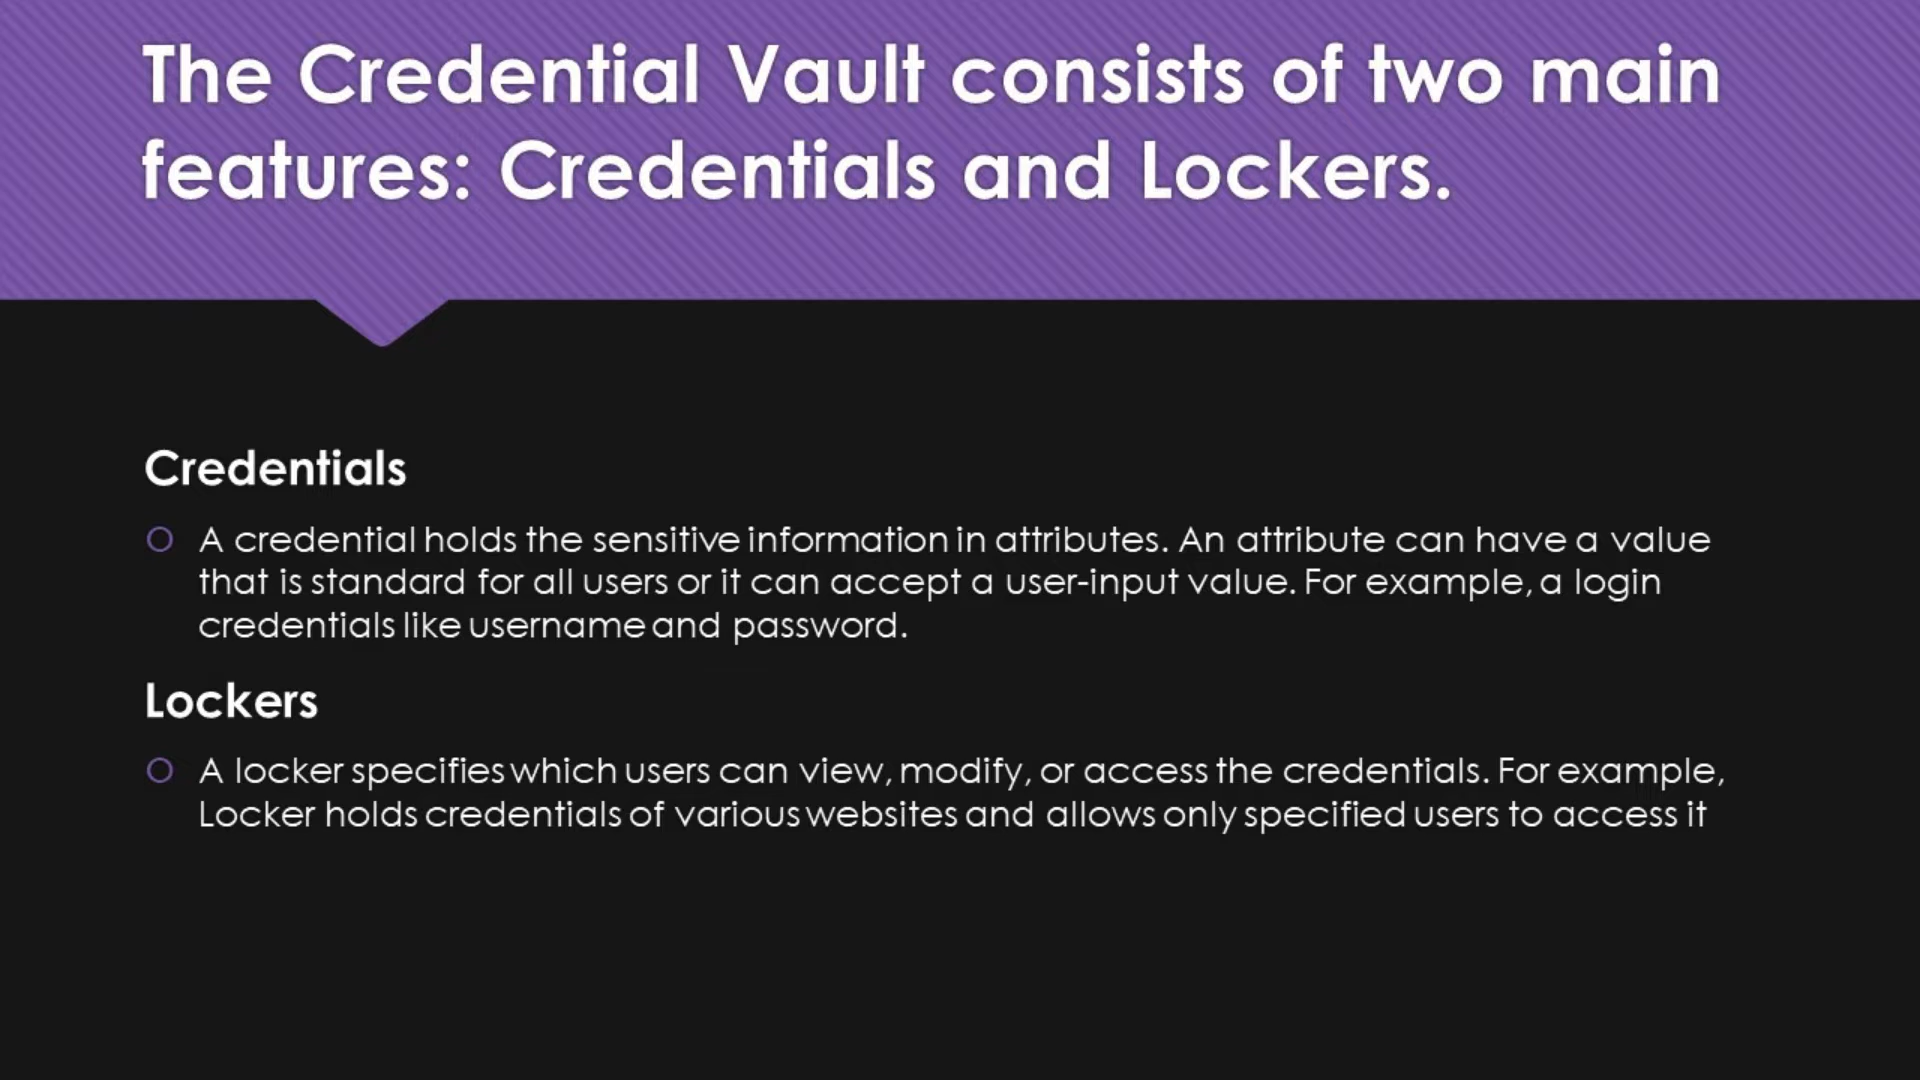 The Credential Vault consists of two main
features: Credentials and Lockers.
Credentials
A credential holds the sensitive information in attributes. An attribute can have a value
that is standard for all users or it can accept a user-input value. For example, a login
credentials like username and password.
Lockers
A locker specifies which users can view, modify, or access the credentials. For example,
Locker holds credentials of various websites and allows only specified users to access it